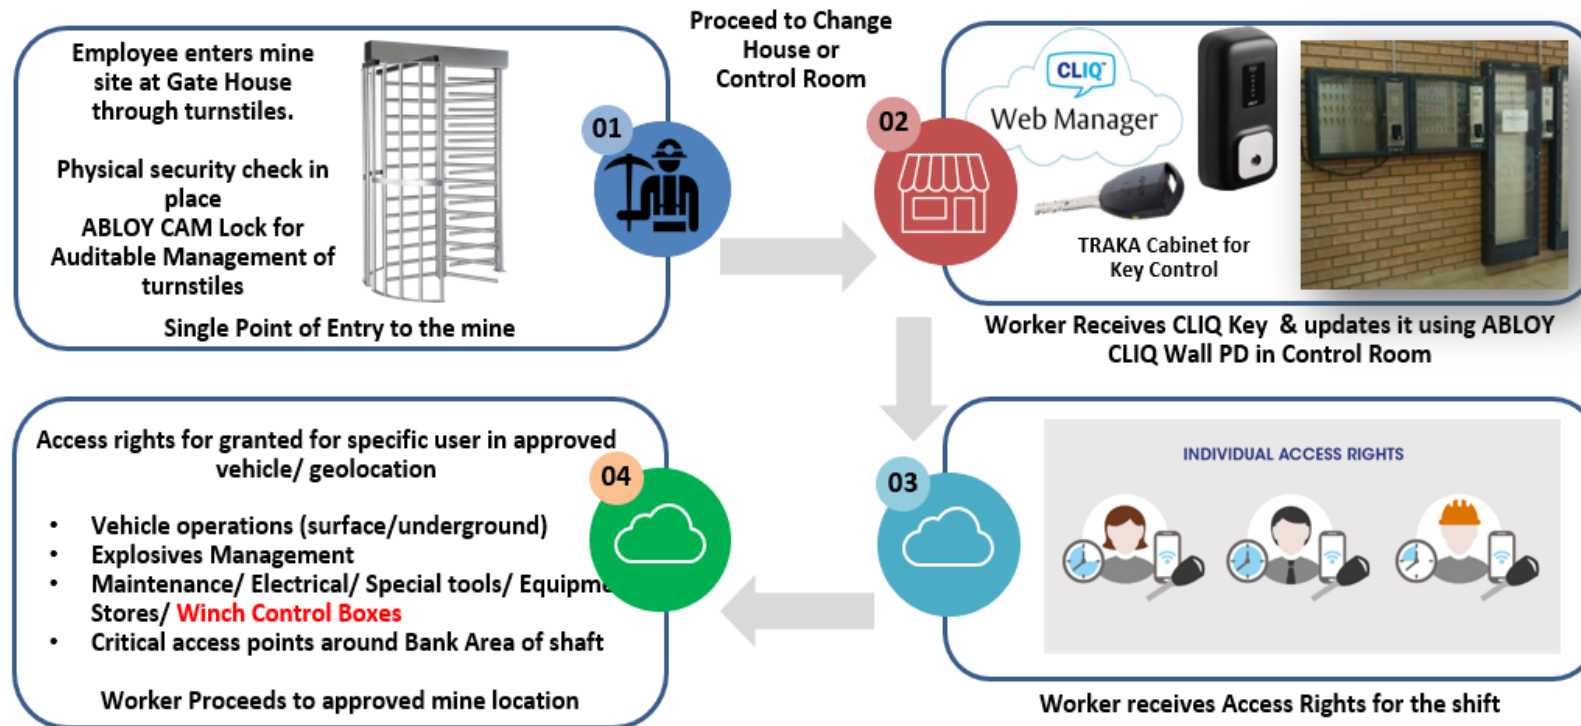 Employee enters mine
site at Gate House
through turnstiles.
Physical security check in
place
ABLOY CAM Lock for
Auditable Management of
turnstiles
Single Point of Entry to the mine
01
Proceed to Change
House or
Control Room
02
CLIQ™
Web Manager
TRAKA Cabinet for
Key Control
Worker Receives CLIQ Key & updates it using ABLOY
CLIQ Wall PD in Control Room
03
INDIVIDUAL ACCESS RIGHTS
Worker receives Access Rights for the shift
04
Access rights for granted for specific user in approved
vehicle/ geolocation
• Vehicle operations (surface/underground)
• Explosives Management
• Maintenance/ Electrical/ Special tools/ Equipme
Stores/ Winch Control Boxes
• Critical access points around Bank Area of shaft
Worker Proceeds to approved mine location